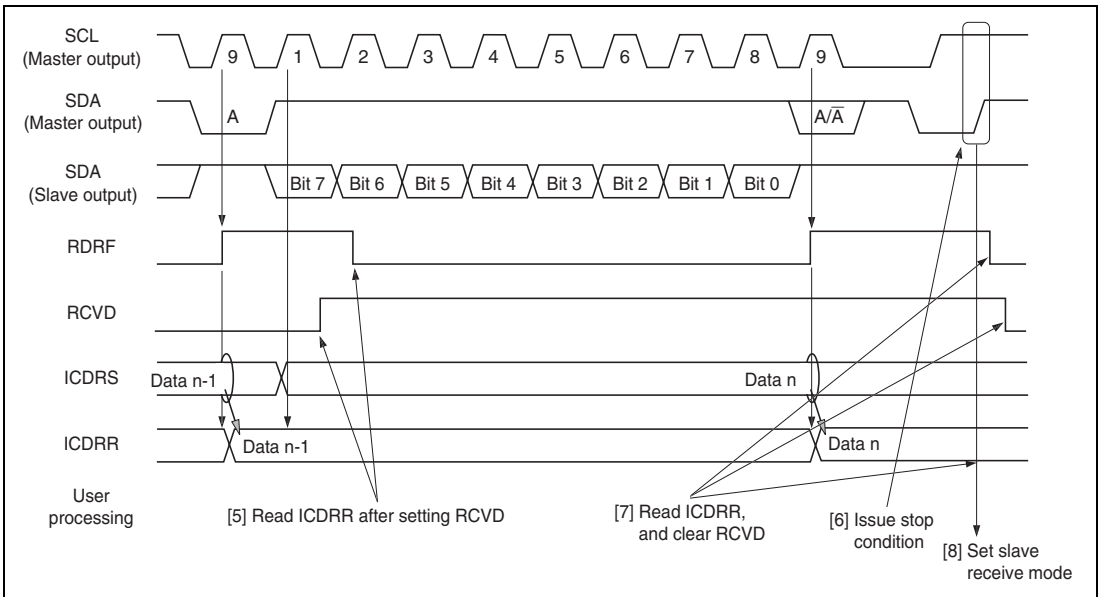 SCL
(Master output)
9 1 2 3 4 5 6 7 8 9
SDA
(Master output)
A A/A̅
SDA
(Slave output)
Bit 7 Bit 6 Bit 5 Bit 4 Bit 3 Bit 2 Bit 1 Bit 0
RDRF
RCVD
ICDRS
Data n-1 Data n
ICDRR
Data n-1 Data n
User
processing
[5] Read ICDRR after setting RCVD
[7] Read ICDRR,
and clear RCVD
[6] Issue stop
condition
[8] Set slave
receive mode